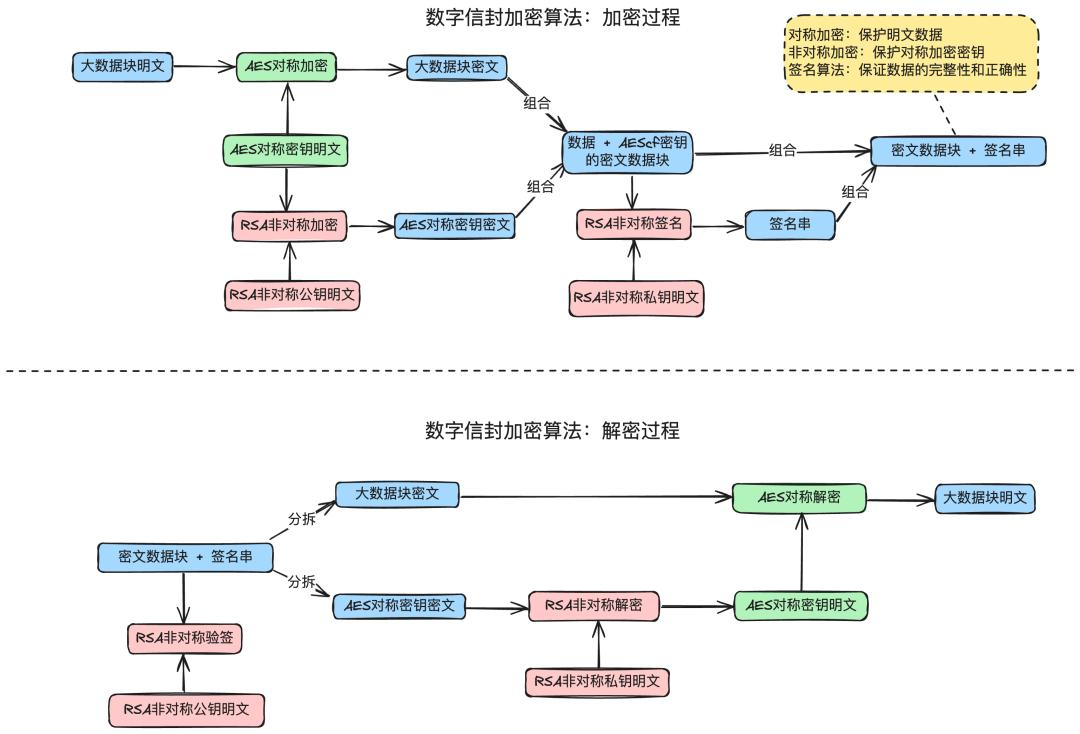 数字信封加密算法：加密过程
对称加密：保护明文数据
非对称加密：保护对称加密密钥
签名算法：保证数据的完整性和正确性
大数据块明文
AES对称加密
大数据块密文
组合
AES对称密钥明文
数据 + AEScf密钥
的密文数据块
组合
密文数据块 + 签名串
组合
组合
RSA非对称加密
AES对称密钥密文
RSA非对称签名
签名串
RSA非对称公钥明文
RSA非对称私钥明文
数字信封加密算法：解密过程
大数据块密文
AES对称解密
大数据块明文
分拆
密文数据块 + 签名串
分拆
AES对称密钥密文
RSA非对称解密
AES对称密钥明文
RSA非对称验签
RSA非对称私钥明文
RSA非对称公钥明文